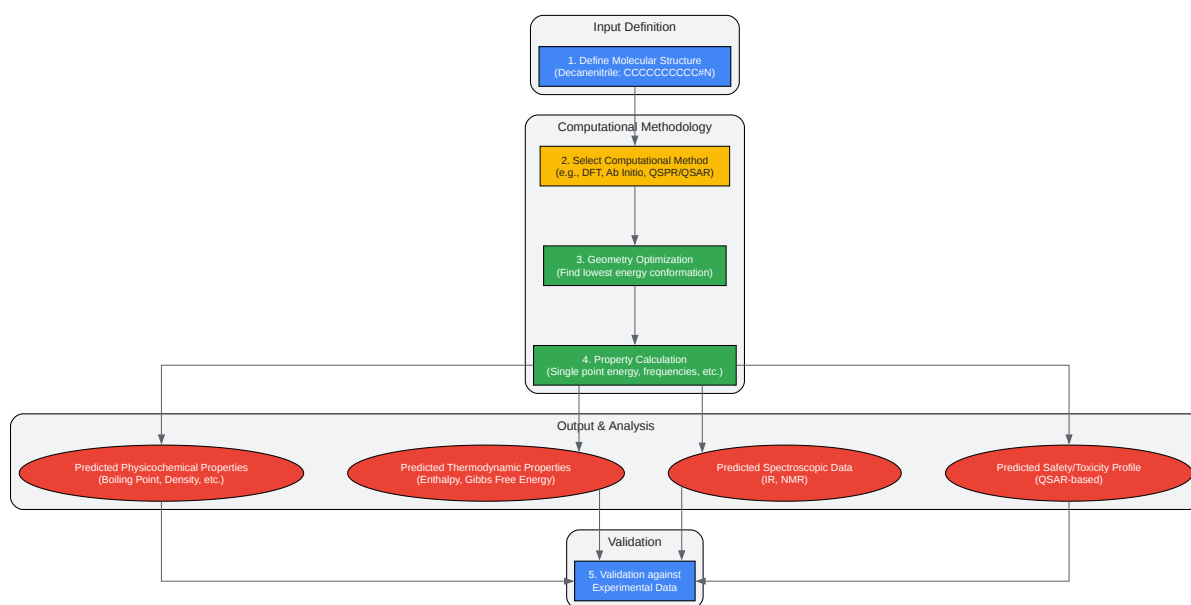 Input Definition
1. Define Molecular Structure
(Decanenitrile: CCCCCCCCCC#N)
Computational Methodology
2. Select Computational Method
(e.g., DFT, Ab Initio, QSPR/QSAR)
3. Geometry Optimization
(Find lowest energy conformation)
4. Property Calculation
(Single point energy, frequencies, etc.)
Output & Analysis
Predicted Physicochemical Properties
(Boiling Point, Density, etc.)
Predicted Thermodynamic Properties
(Enthalpy, Gibbs Free Energy)
Predicted Spectroscopic Data
(IR, NMR)
Predicted Safety/Toxicity Profile
(QSAR-based)
Validation
5. Validation against
Experimental Data